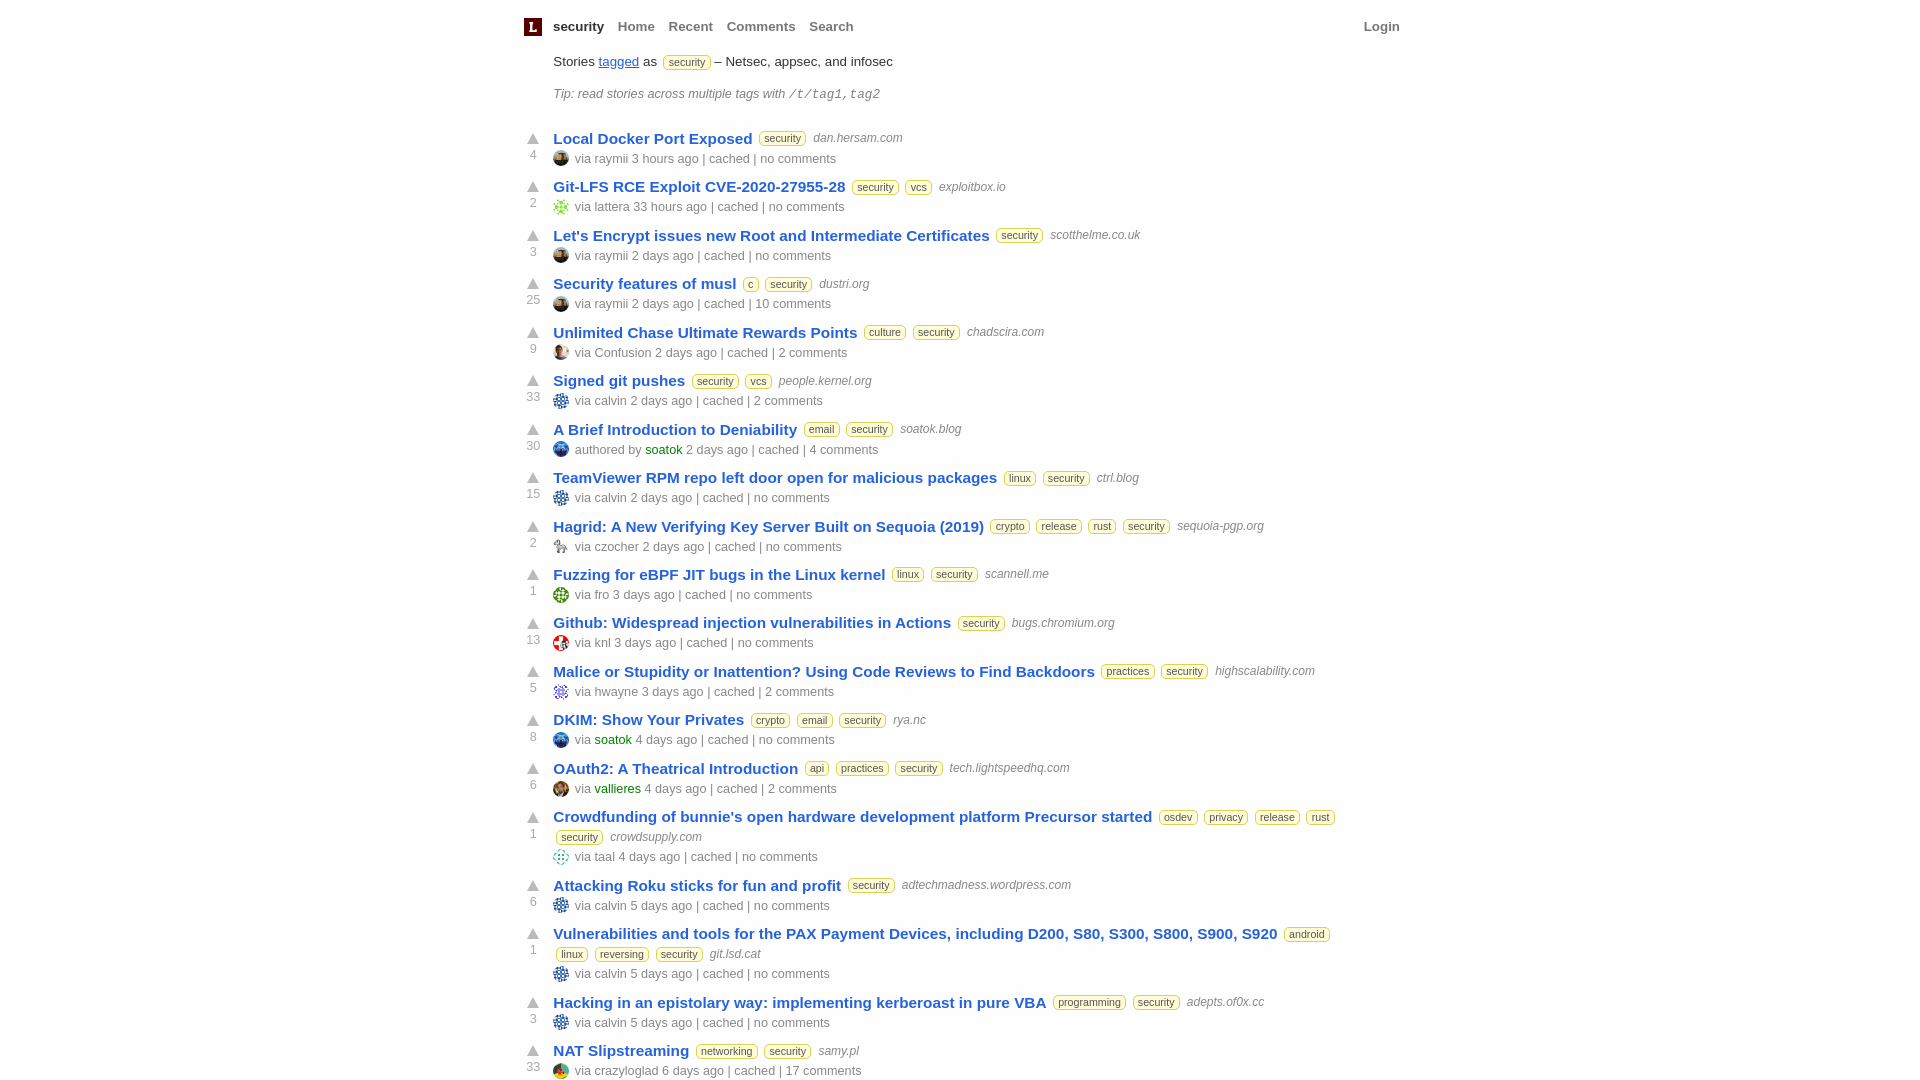 L security Home Recent Comments Search Login
Stories tagged as security – Netsec, appsec, and infosec
Tip: read stories across multiple tags with /t/tag1,tag2
Local Docker Port Exposed security dan.hersam.com
4 via raymii 3 hours ago | cached | no comments
Git-LFS RCE Exploit CVE-2020-27955-28 security vcs exploitbox.io
2 via lattera 33 hours ago | cached | no comments
Let's Encrypt issues new Root and Intermediate Certificates security scotthelme.co.uk
3 via raymii 2 days ago | cached | no comments
Security features of musl c security dustri.org
25 via raymii 2 days ago | cached | 10 comments
Unlimited Chase Ultimate Rewards Points culture security chadscira.com
9 via Confusion 2 days ago | cached | 2 comments
Signed git pushes security vcs people.kernel.org
33 via calvin 2 days ago | cached | 2 comments
A Brief Introduction to Deniability email security soatok.blog
30 authored by soatok 2 days ago | cached | 4 comments
TeamViewer RPM repo left door open for malicious packages linux security ctrl.blog
15 via calvin 2 days ago | cached | no comments
Hagrid: A New Verifying Key Server Built on Sequoia (2019) crypto release rust security sequoia-pgp.org
2 via czocher 2 days ago | cached | no comments
Fuzzing for eBPF JIT bugs in the Linux kernel linux security scannell.me
1 via fro 3 days ago | cached | no comments
Github: Widespread injection vulnerabilities in Actions security bugs.chromium.org
13 via knl 3 days ago | cached | no comments
Malice or Stupidity or Inattention? Using Code Reviews to Find Backdoors practices security highscalability.com
5 via hwayne 3 days ago | cached | 2 comments
DKIM: Show Your Privates crypto email security rya.nc
8 via soatok 4 days ago | cached | no comments
OAuth2: A Theatrical Introduction api practices security tech.lightspeedhq.com
6 via vallieres 4 days ago | cached | 2 comments
Crowdfunding of bunnie's open hardware development platform Precursor started osdev privacy release rust
1 security crowdsupply.com
via taal 4 days ago | cached | no comments
Attacking Roku sticks for fun and profit security adtechmadness.wordpress.com
6 via calvin 5 days ago | cached | no comments
Vulnerabilities and tools for the PAX Payment Devices, including D200, S80, S300, S800, S900, S920 android
1 linux reversing security git.lsd.cat
via calvin 5 days ago | cached | no comments
Hacking in an epistolary way: implementing kerberoast in pure VBA programming security adepts.of0x.cc
3 via calvin 5 days ago | cached | no comments
NAT Slipstreaming networking security samy.pl
33 via crazyloglad 6 days ago | cached | 17 comments